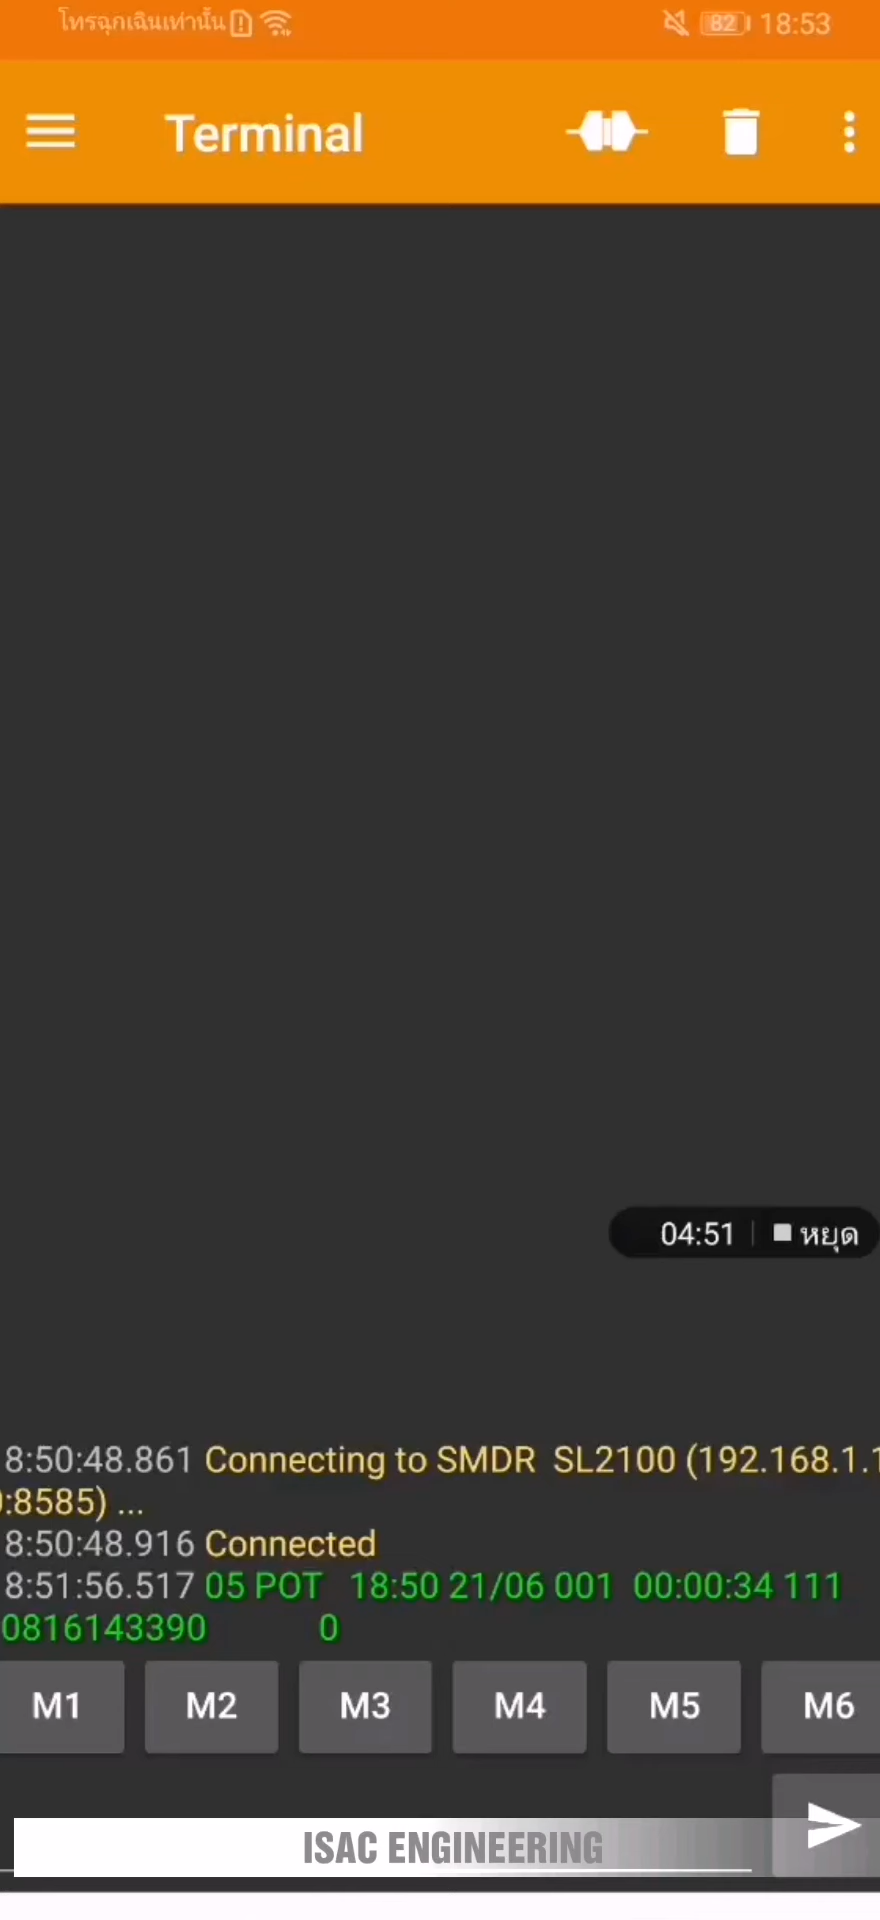 โทรฉุกเฉินเท่านั้น 82 18:53
Terminal
04:51 หยุด
8:50:48.861 Connecting to SMDR SL2100 (192.168.1.1
:8585) ...
8:50:48.916 Connected
8:51:56.517 05 POT 18:50 21/06 001 00:00:34 111
0816143390 0
M1 M2 M3 M4 M5 M6
ISAC ENGINEERING